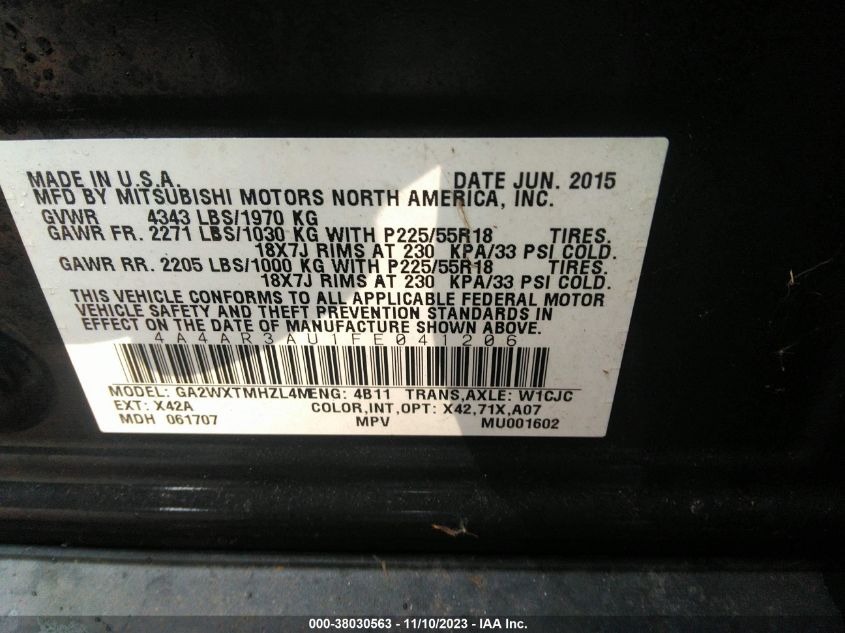 MADE IN U.S.A. DATE JUN. 2015
MFD BY MITSUBISHI MOTORS NORTH AMERICA, INC.
GVWR 4343 LBS/1970 KG
GAWR FR. 2271 LBS/1030 KG WITH P225/55R18 TIRES.
18X7J RIMS AT 230 KPA/33 PSI COLD.
GAWR RR. 2205 LBS/1000 KG WITH P225/55R18 TIRES.
18X7J RIMS AT 230 KPA/33 PSI COLD.
THIS VEHICLE CONFORMS TO ALL APPLICABLE FEDERAL MOTOR
VEHICLE SAFETY AND THEFT PREVENTION STANDARDS IN
EFFECT ON THE DATE OF MANUFACTURE SHOWN ABOVE.
4A4AR3AU1FE041206
MODEL: GA2WXTMHZL4M ENG: 4B11 TRANS,AXLE: W1CJC
EXT: X42A COLOR,INT,OPT: X42,71X,A07
MDH 061707 MPV MU001602
000-38030563 - 11/10/2023 - IAA Inc.